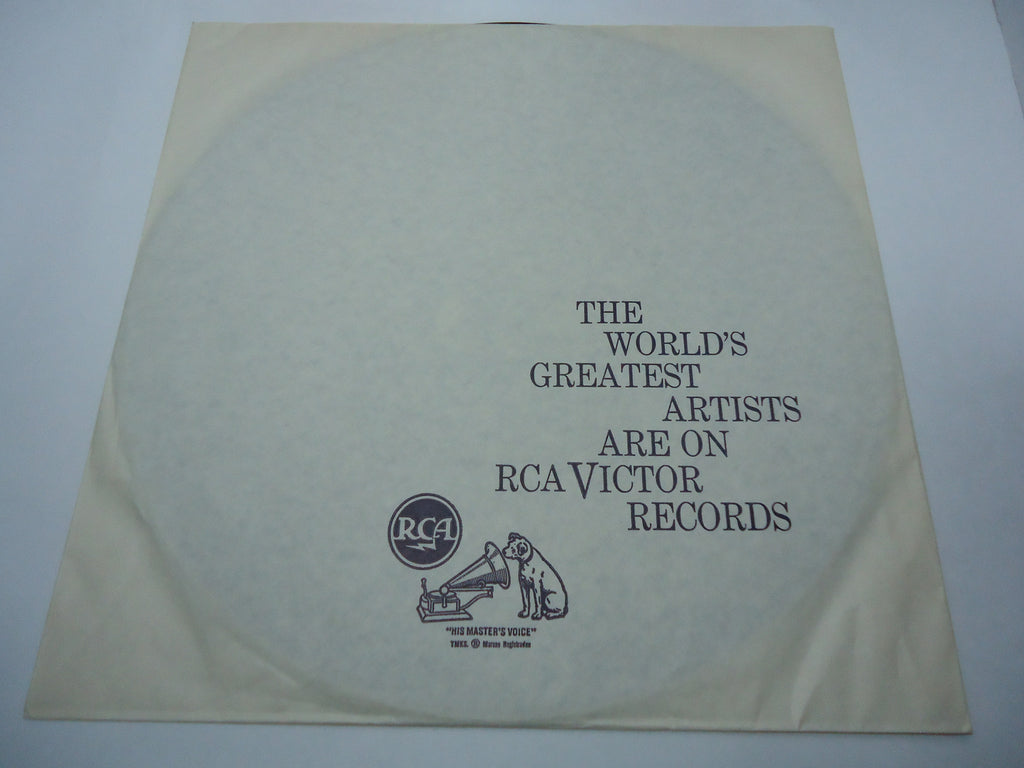 THE
WORLD'S
GREATEST
ARTISTS
ARE ON
RCA VICTOR
RECORDS
RCA
"HIS MASTER'S VOICE"
TMKS. ® Marcas Registradas